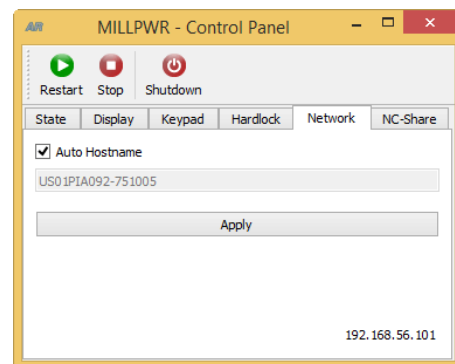 AR MILLPWR - Control Panel
Restart Stop Shutdown
State Display Keypad Hardlock Network NC-Share
Auto Hostname
US01PIA092-751005
Apply
192.168.56.101